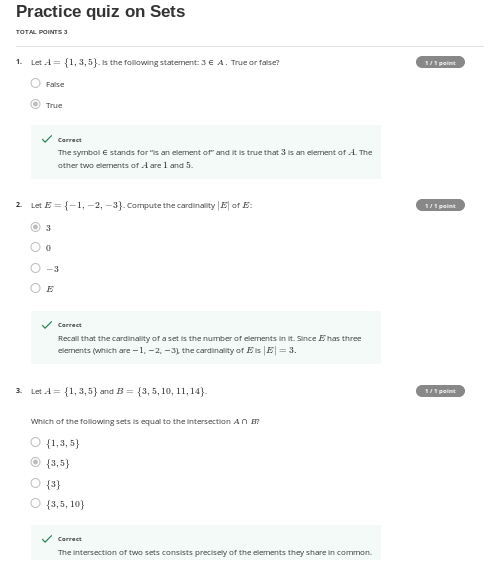 Practice quiz on Sets
TOTAL POINTS 3
1. Let A = {1, 3, 5}. Is the following statement: 3 ∈ A. True or false? 1 / 1 point
False
True
Correct
The symbol ∈ stands for "is an element of" and it is true that 3 is an element of A. The
other two elements of A are 1 and 5.
2. Let E = {−1, −2, −3}. Compute the cardinality |E| of E: 1 / 1 point
3
0
−3
E
Correct
Recall that the cardinality of a set is the number of elements in it. Since E has three
elements (which are −1, −2, −3), the cardinality of E is |E| = 3.
3. Let A = {1, 3, 5} and B = {3, 5, 10, 11, 14}. 1 / 1 point
Which of the following sets is equal to the intersection A ∩ B?
{1, 3, 5}
{3, 5}
{3}
{3, 5, 10}
Correct
The intersection of two sets consists precisely of the elements they share in common.